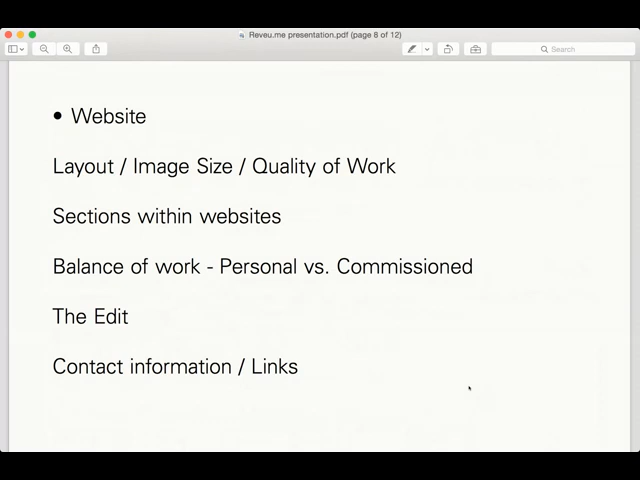 Reveu.me presentation.pdf (page 8 of 12)
Search
• Website
Layout / Image Size / Quality of Work
Sections within websites
Balance of work - Personal vs. Commissioned
The Edit
Contact information / Links